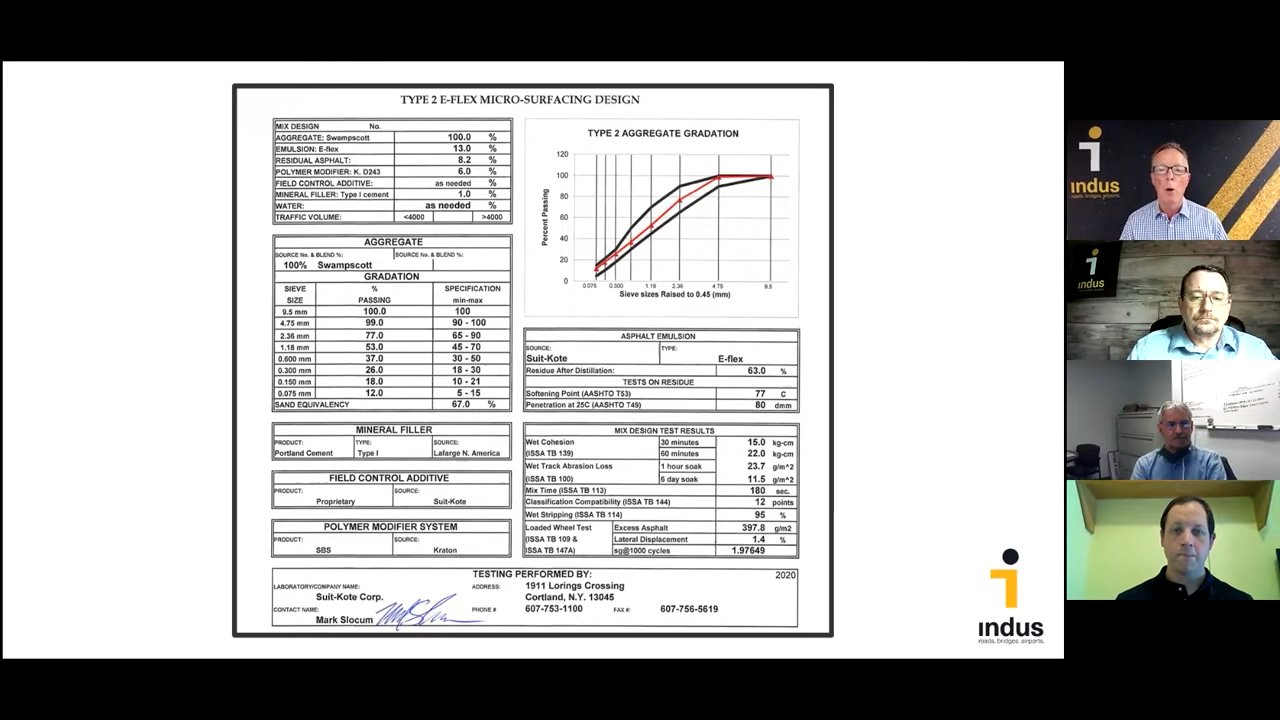 TYPE 2 E-FLEX MICRO-SURFACING DESIGN
MIX DESIGN No.
AGGREGATE: Swampscott 100.0 %
EMULSION: E-flex 13.0 %
RESIDUAL ASPHALT: 8.2 %
POLYMER MODIFIER: K. D243 6.0 %
FIELD CONTROL ADDITIVE: as needed %
MINERAL FILLER: Type I cement 1.0 %
WATER: as needed %
TRAFFIC VOLUME: <4000 >4000
AGGREGATE
SOURCE No. & BLEND %: SOURCE No. & BLEND %:
100% Swampscott
GRADATION
SIEVE % SPECIFICATION
SIZE PASSING min-max
9.5 mm 100.0 100
4.75 mm 99.0 90 - 100
2.36 mm 77.0 65 - 90
1.18 mm 53.0 45 - 70
0.600 mm 37.0 30 - 50
0.300 mm 26.0 18 - 30
0.150 mm 18.0 10 - 21
0.075 mm 12.0 5 - 15
SAND EQUIVALENCY 67.0 %
MINERAL FILLER
PRODUCT: TYPE: SOURCE:
Portland Cement Type I Lafarge N. America
FIELD CONTROL ADDITIVE
PRODUCT: SOURCE:
Proprietary Suit-Kote
POLYMER MODIFIER SYSTEM
PRODUCT: SOURCE:
SBS Kraton
TYPE 2 AGGREGATE GRADATION
Percent Passing
120
100
80
60
40
20
0
0.075 0.300 1.18 2.36 4.75 9.5
Sieve sizes Raised to 0.45 (mm)
ASPHALT EMULSION
SOURCE: TYPE:
Suit-Kote E-flex
Residue After Distillation: 63.0 %
TESTS ON RESIDUE
Softening Point (AASHTO T53) 77 C
Penetration at 25C (AASHTO T49) 80 dmm
MIX DESIGN TEST RESULTS
Wet Cohesion 30 minutes 15.0 kg-cm
(ISSA TB 139) 60 minutes 22.0 kg-cm
Wet Track Abrasion Loss 1 hour soak 23.7 g/m^2
(ISSA TB 100) 6 day soak 11.5 g/m^2
Mix Time (ISSA TB 113) 180 sec.
Classification Compatibility (ISSA TB 144) 12 points
Wet Stripping (ISSA TB 114) 95 %
Loaded Wheel Test Excess Asphalt 397.8 g/m2
(ISSA TB 109 & Lateral Displacement 1.4 %
ISSA TB 147A) sg@1000 cycles 1.97649
TESTING PERFORMED BY: 2020
LABORATORY/COMPANY NAME: ADDRESS: 1911 Lorings Crossing
Suit-Kote Corp. Cortland, N.Y. 13045
CONTACT NAME: PHONE # 607-753-1100 FAX #: 607-756-5619
Mark Slocum
indus
roads. bridges. airports.
indus
roads. bridges. airports.
indus